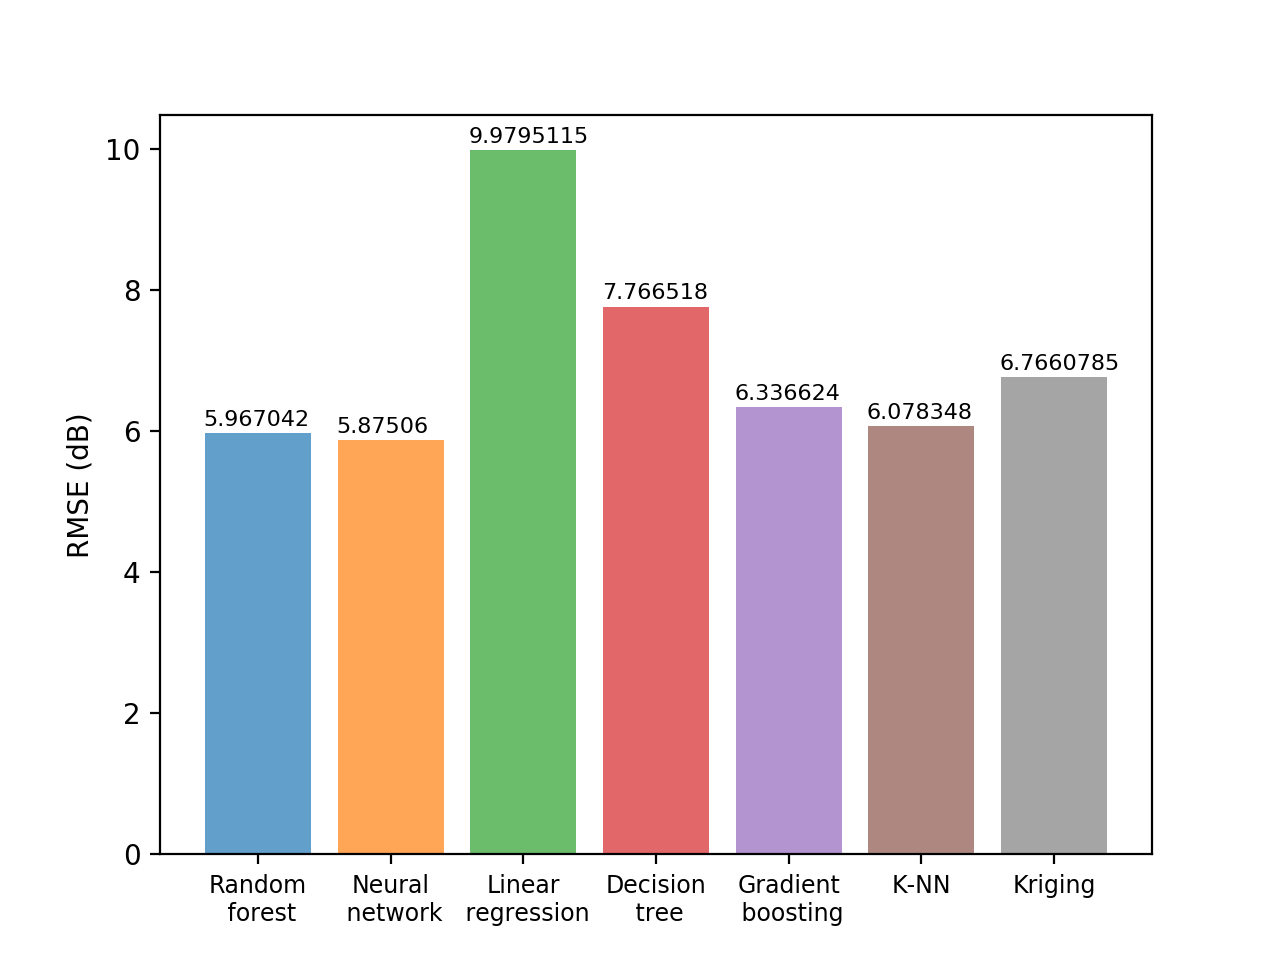 RMSE (dB)
10
8
6
4
2
0
5.967042
5.87506
9.9795115
7.766518
6.336624
6.078348
6.7660785
Random
forest
Neural
network
Linear
regression
Decision
tree
Gradient
boosting
K-NN
Kriging